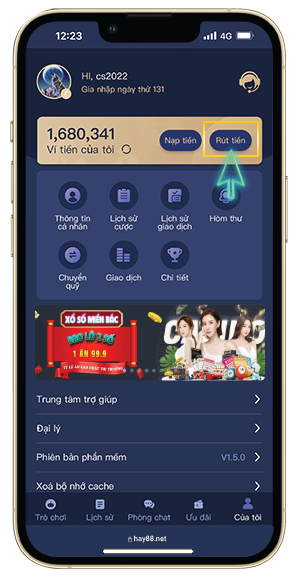 12:23
4G
Hi, cs2022
Gia nhập ngày thứ 131
1,680,341
Ví tiền của tôi
Nạp tiền
Rút tiền
Thông tin cá nhân
Lịch sử cược
Lịch sử giao dịch
Hòm thư
Chuyển quỹ
Giao dịch
Chi tiết
XỔ SỐ MIỀN BẮC
BAO LÔ 2 SỐ
1 ĂN 99.4
Trung tâm trợ giúp
Đại lý
Phiên bản phần mềm
V1.5.0
Xoá bộ nhớ cache
Trò chơi
Lịch sử
Phòng chat
Ưu đãi
Của tôi
hay88.net